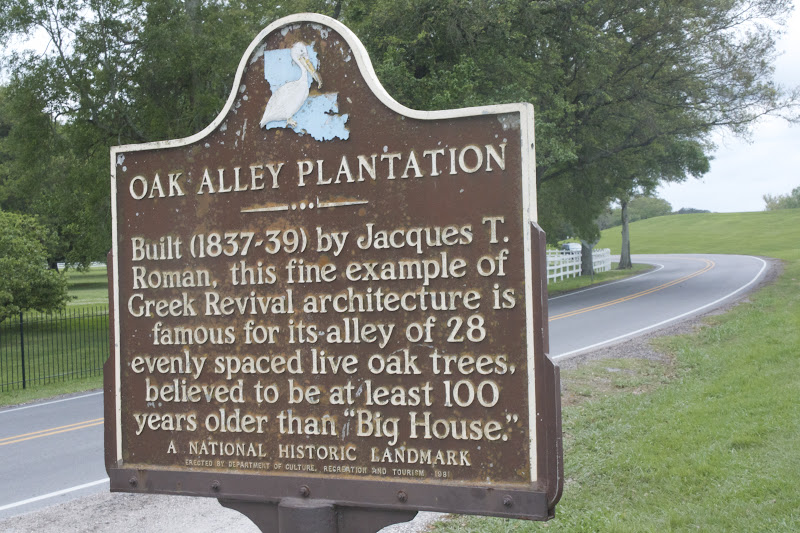 OAK ALLEY PLANTATION
Built (1837-39) by Jacques T.
Roman, this fine example of
Greek Revival architecture is
famous for its alley of 28
evenly spaced live oak trees,
believed to be at least 100
years older than "Big House."
A NATIONAL HISTORIC LANDMARK
ERECTED BY DEPARTMENT OF CULTURE, RECREATION AND TOURISM 1981